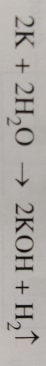 2K + 2H₂O → 2KOH + H₂↑